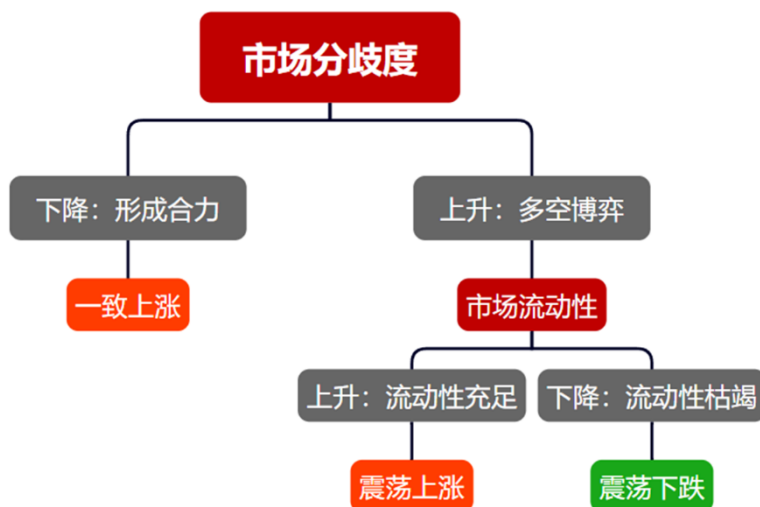 市场分歧度
下降：形成合力
上升：多空博弈
一致上涨
市场流动性
上升：流动性充足
下降：流动性枯竭
震荡上涨
震荡下跌